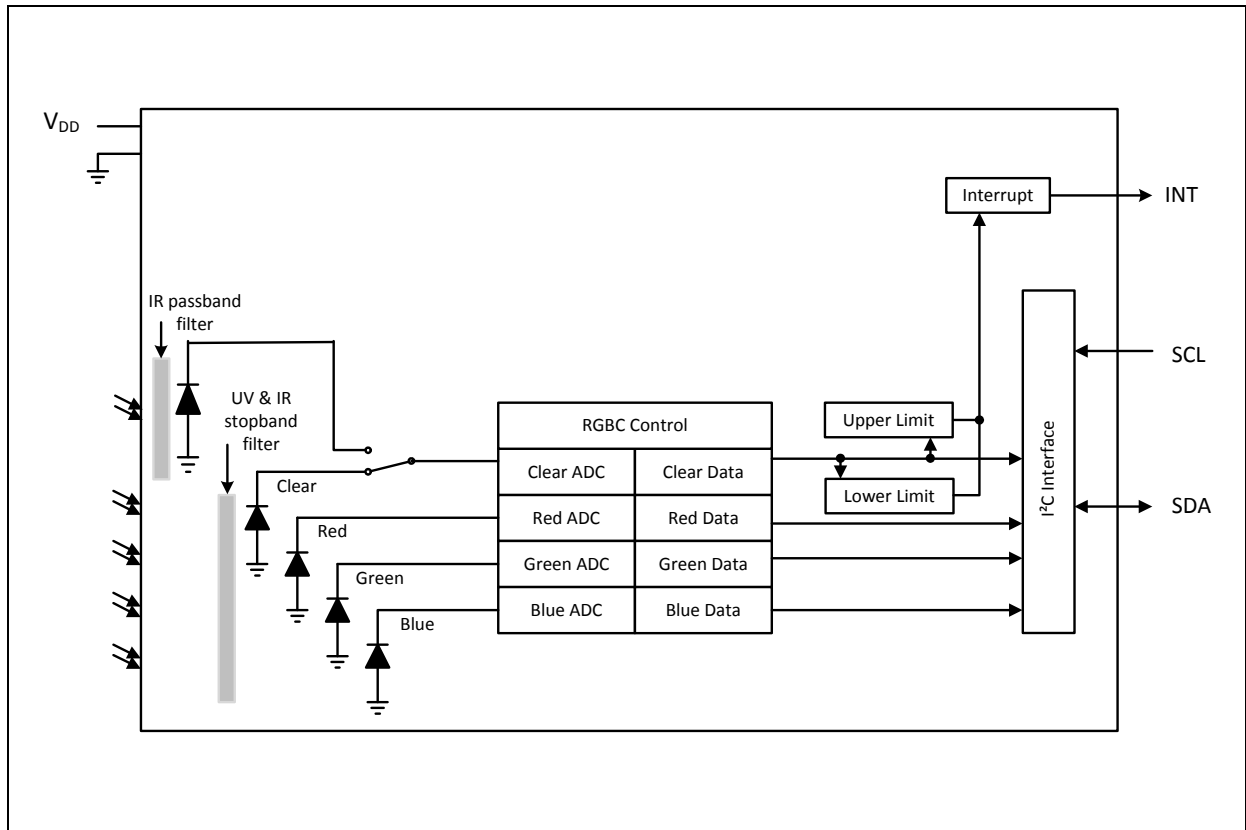 V_DD
Interrupt
INT
IR passband
filter
SCL
UV & IR
stopband
filter
RGBC Control
Upper Limit
Clear
Clear ADC
Clear Data
Lower Limit
I²C Interface
SDA
Red
Red ADC
Red Data
Green
Green ADC
Green Data
Blue
Blue ADC
Blue Data